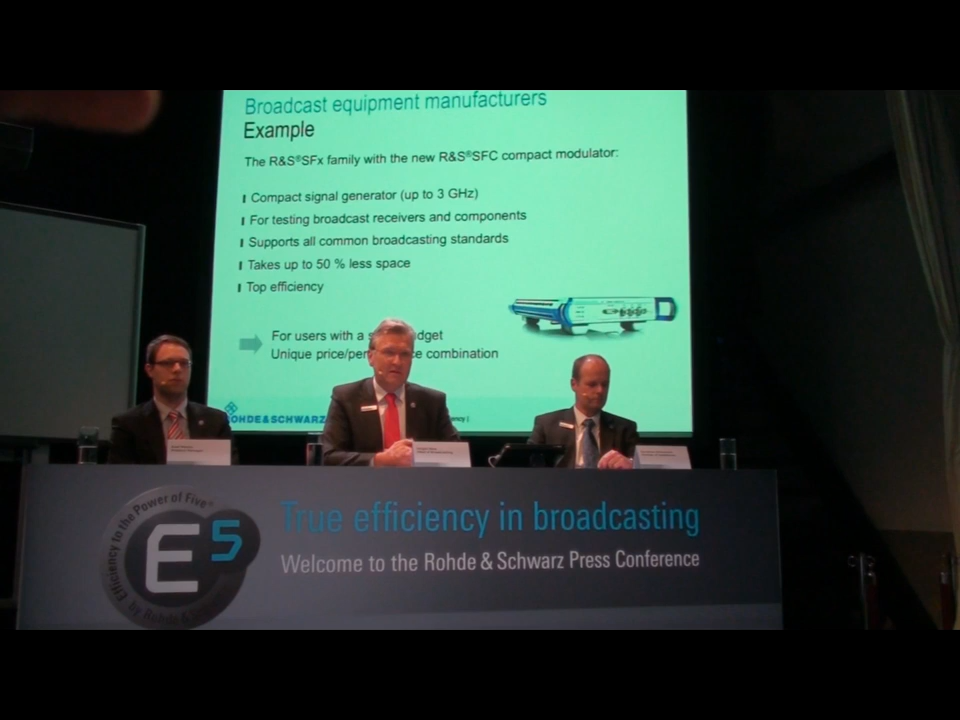 Broadcast equipment manufacturers
Example
The R&S®SFx family with the new R&S®SFC compact modulator:
Compact signal generator (up to 3 GHz)
For testing broadcast receivers and components
Supports all common broadcasting standards
Takes up to 50 % less space
Top efficiency
For users with a
Unique combination
ROHDE&SCHWARZ
True efficiency in broadcasting
Welcome to the Rohde & Schwarz Press Conference
Efficiency to the Power of Five®
E5
by Rohde &